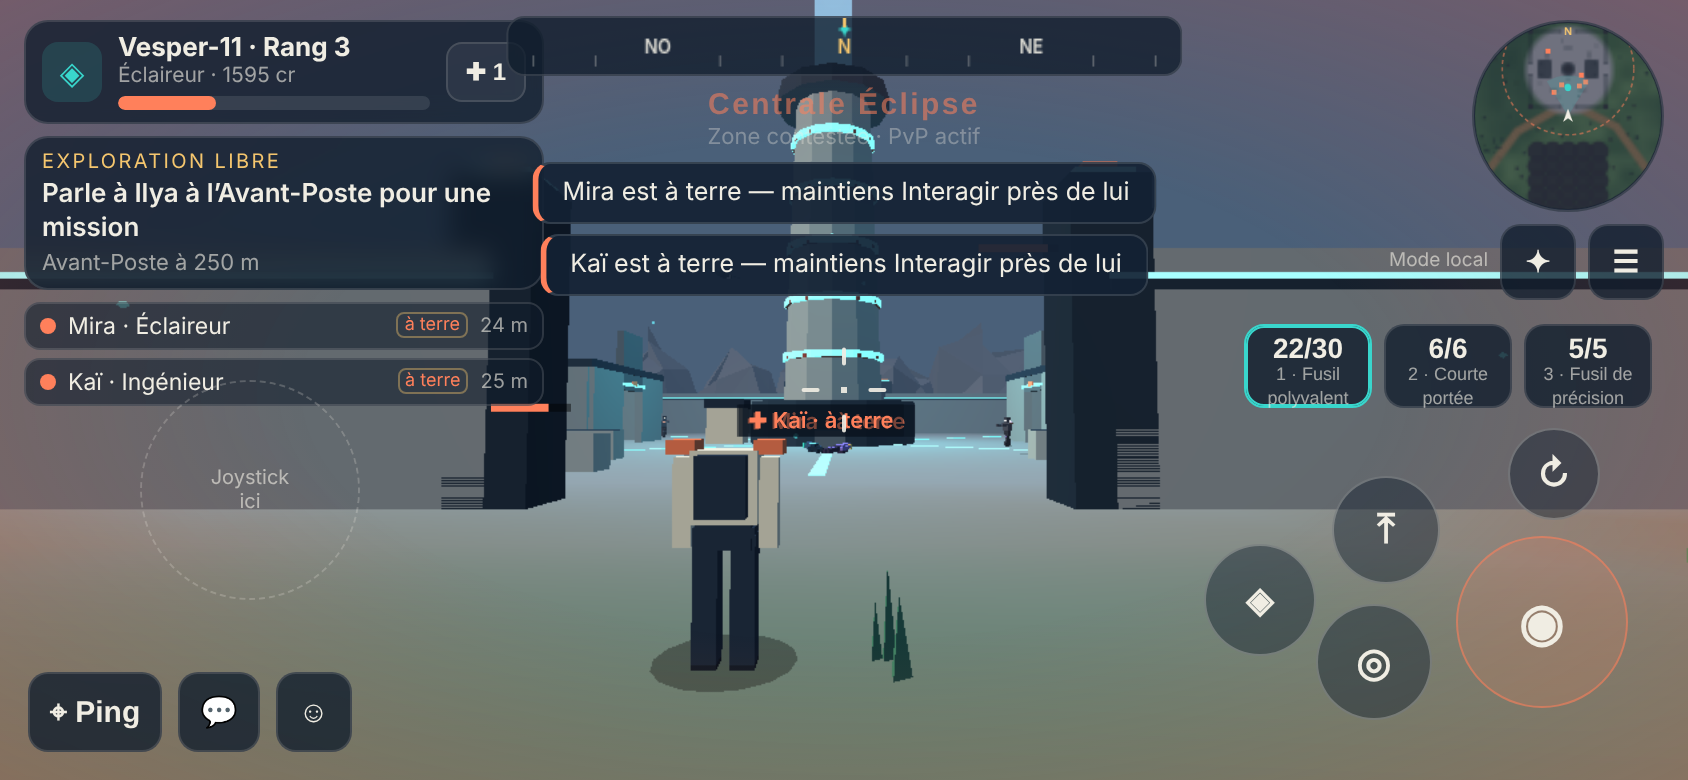 Vesper-11 · Rang 3
Éclaireur · 1595 cr
✚ 1
NO
N
NE
N
Centrale Éclipse
Zone contestée · PvP actif
EXPLORATION LIBRE
Parle à Ilya à l’Avant-Poste pour une
mission
Avant-Poste à 250 m
Mira est à terre — maintiens Interagir près de lui
Kaï est à terre — maintiens Interagir près de lui
Mode local
Mira · Éclaireur
à terre
24 m
Kaï · Ingénieur
à terre
25 m
22/30
1 · Fusil
polyvalent
6/6
2 · Courte
portée
5/5
3 · Fusil de
précision
✚ Kaï · à terre
Joystick
ici
⌖ Ping